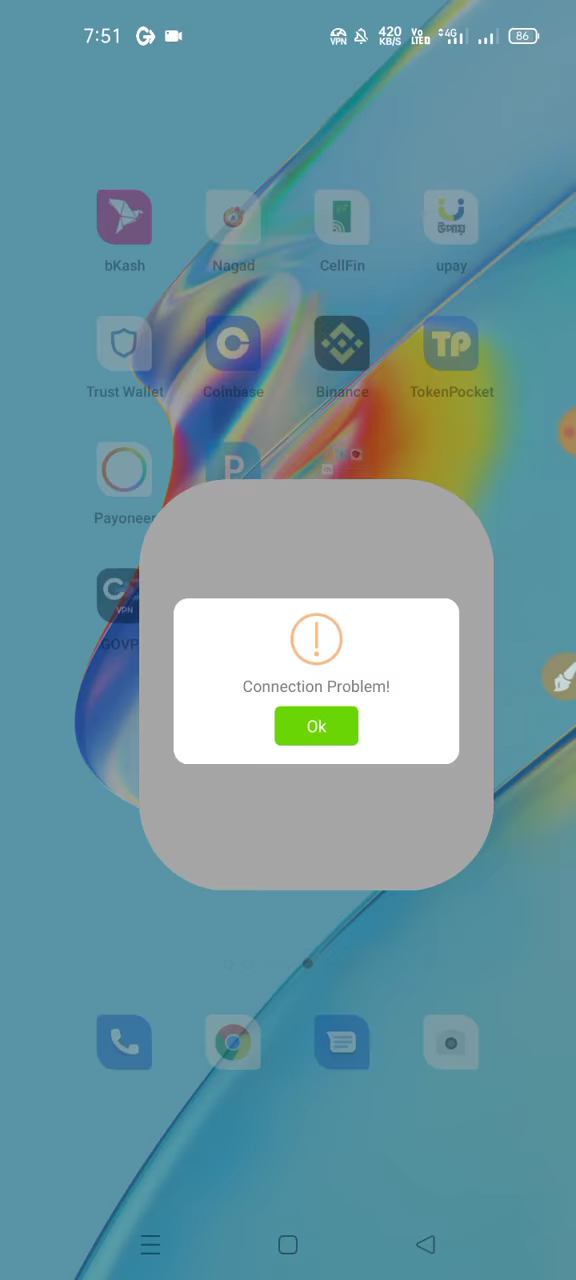 7:51
VPN
420
KB/S
Vo
LTED
4G
86
উপায়
bKash
Nagad
CellFin
upay
TP
Trust Wallet
Coinbase
Binance
TokenPocket
P
Payoneer
VPN
GOVP
Connection Problem!
Ok